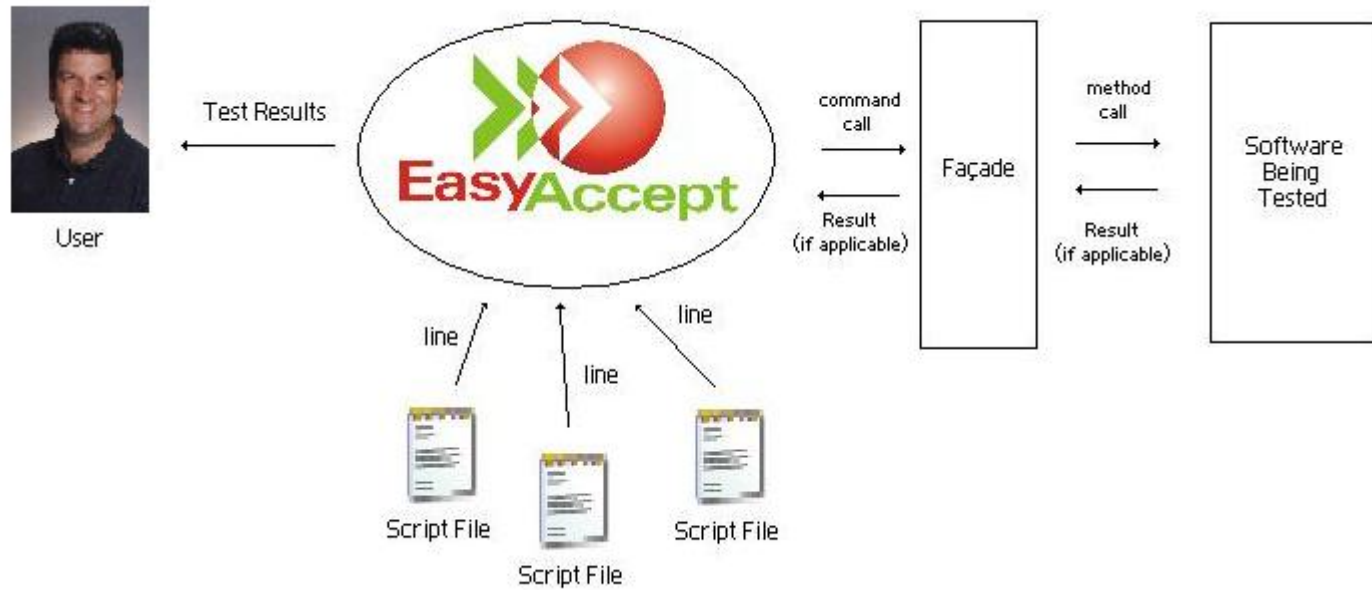 Test Results
User
EasyAccept
command
call
Result
(if applicable)
Façade
method
call
Result
(if applicable)
Software
Being
Tested
line
line
line
Script File
Script File
Script File